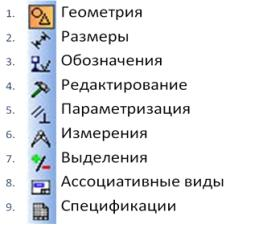 1. Геометрия
2. Размеры
3. Обозначения
4. Редактирование
5. Параметризация
6. Измерения
7. Выделения
8. Ассоциативные виды
9. Спецификации